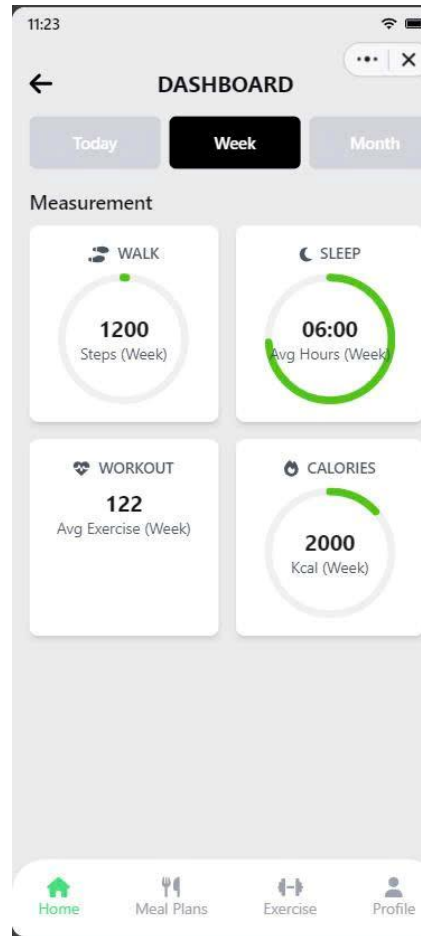 11:23
DASHBOARD
Today
Week
Month
Measurement
WALK
1200
Steps (Week)
SLEEP
06:00
Avg Hours (Week)
WORKOUT
122
Avg Exercise (Week)
CALORIES
2000
Kcal (Week)
Home
Meal Plans
Exercise
Profile